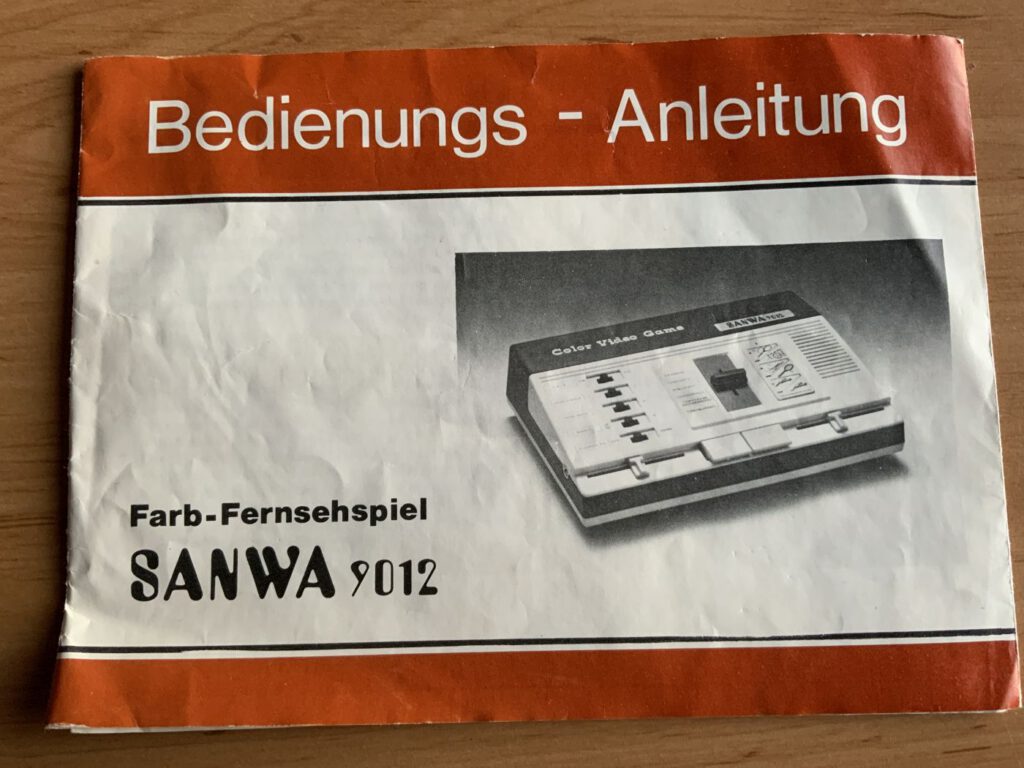 Bedienungs - Anleitung
Color Video Game
SANWA 9012
Farb-Fernsehspiel
SANWA 9012